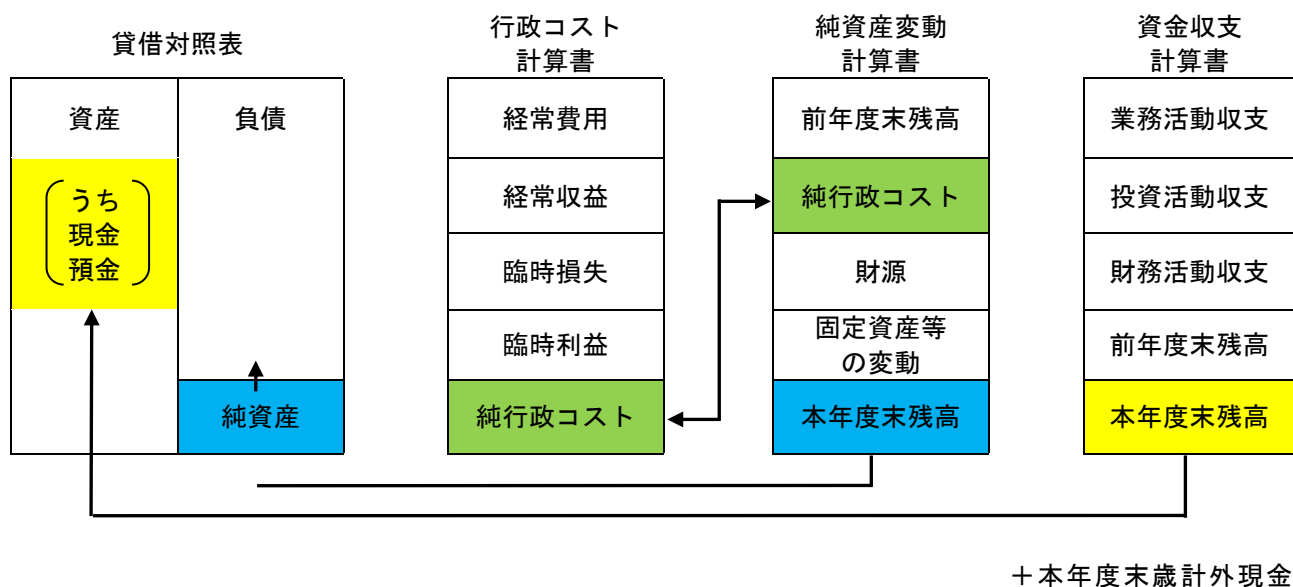 貸借対照表
資産
負債
うち
現金
預金
純資産
行政コスト
計算書
経常費用
経常収益
臨時損失
臨時利益
純行政コスト
純資産変動
計算書
前年度末残高
純行政コスト
財源
固定資産等
の変動
本年度末残高
資金収支
計算書
業務活動収支
投資活動収支
財務活動収支
前年度末残高
本年度末残高
＋本年度末歳計外現金